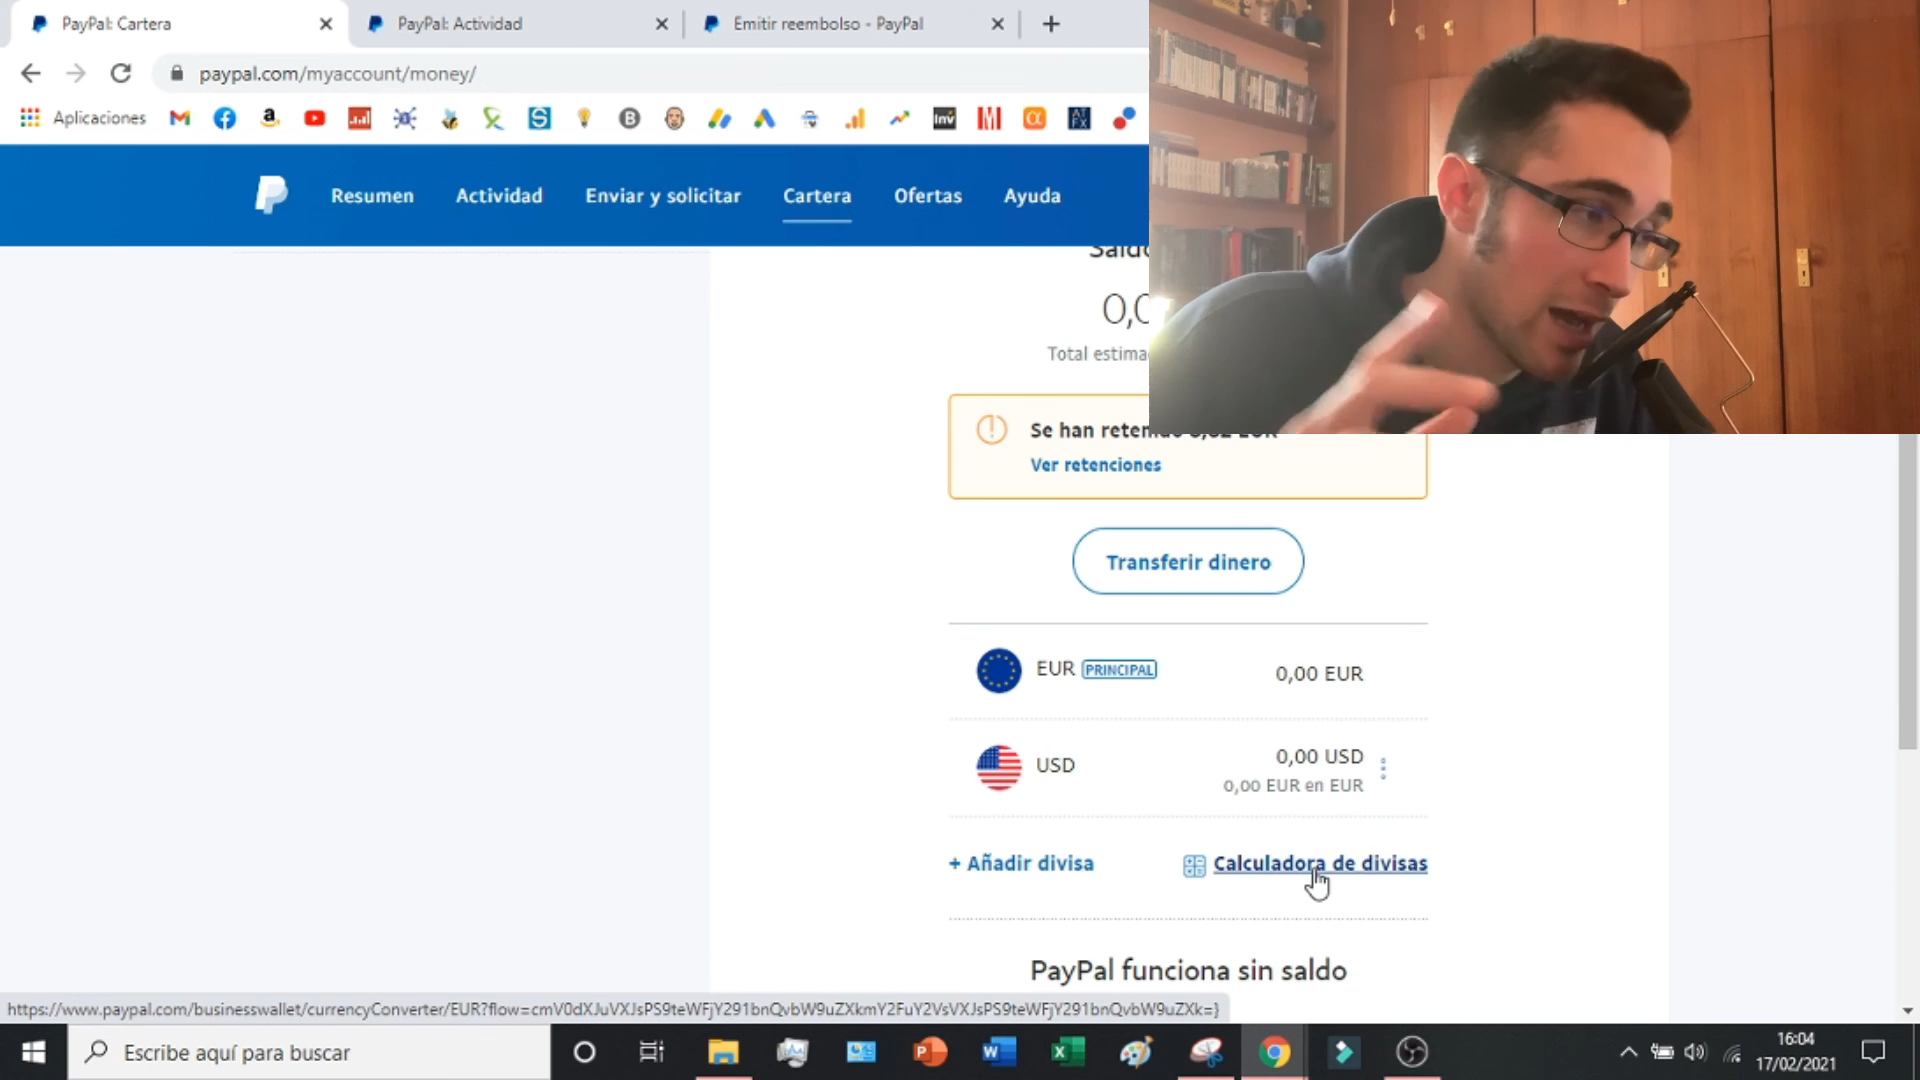 PayPal: Cartera
PayPal: Actividad
Emitir reembolso - PayPal
paypal.com/myaccount/money/
Aplicaciones
Resumen
Actividad
Enviar y solicitar
Cartera
Ofertas
Ayuda
0,0
Se han
Ver retenciones
Transferir dinero
EUR PRINCIPAL
0,00 EUR
USD
0,00 USD
0,00 EUR en EUR
+ Añadir divisa
Calculadora de divisas
PayPal funciona sin saldo
https://www.paypal.com/businesswallet/currencyConverter/EUR?flow=cmV0dXJuVXJsPS9teWFjY291bnQvbW9uZXkmY2FuY2VsVXJsPS9teWFjY291bnQvbW9uZXk=}
Escribe aquí para buscar
16:04
17/02/2021